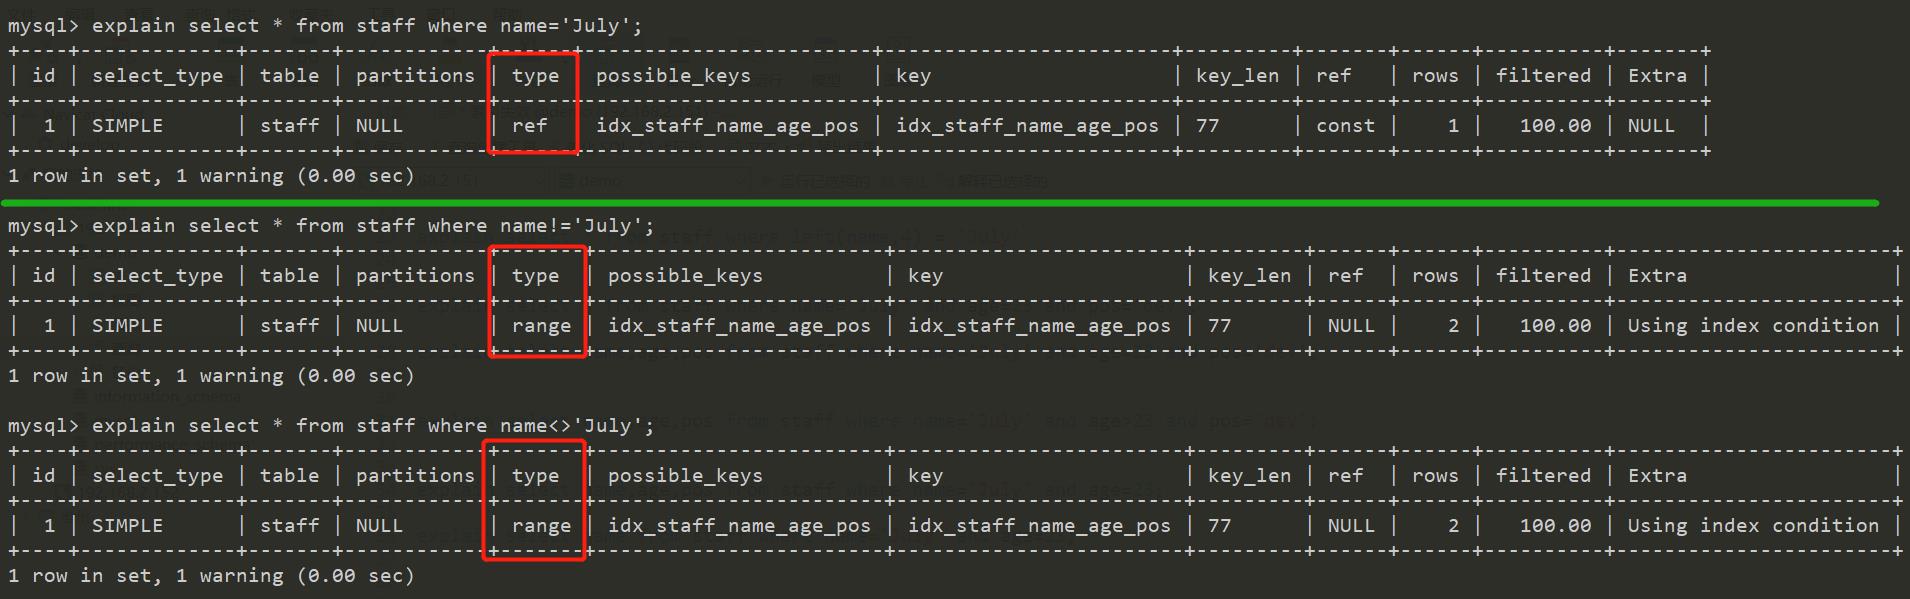 mysql> explain select * from staff where name='July';
+----+-------------+-------+------------+------+-----------------------+-----------------------+---------+-------+------+----------+-------+
| id | select_type | table | partitions | type | possible_keys | key | key_len | ref | rows | filtered | Extra |
+----+-------------+-------+------------+------+-----------------------+-----------------------+---------+-------+------+----------+-------+
| 1 | SIMPLE | staff | NULL | ref | idx_staff_name_age_pos | idx_staff_name_age_pos | 77 | const | 1 | 100.00 | NULL |
+----+-------------+-------+------------+------+-----------------------+-----------------------+---------+-------+------+----------+-------+
1 row in set, 1 warning (0.00 sec)
mysql> explain select * from staff where name!='July';
+----+-------------+-------+------------+-------+-----------------------+-----------------------+---------+------+------+----------+-----------------------+
| id | select_type | table | partitions | type | possible_keys | key | key_len | ref | rows | filtered | Extra |
+----+-------------+-------+------------+-------+-----------------------+-----------------------+---------+------+------+----------+-----------------------+
| 1 | SIMPLE | staff | NULL | range | idx_staff_name_age_pos | idx_staff_name_age_pos | 77 | NULL | 2 | 100.00 | Using index condition |
+----+-------------+-------+------------+-------+-----------------------+-----------------------+---------+------+------+----------+-----------------------+
1 row in set, 1 warning (0.00 sec)
mysql> explain select * from staff where name<>'July';
+----+-------------+-------+------------+-------+-----------------------+-----------------------+---------+------+------+----------+-----------------------+
| id | select_type | table | partitions | type | possible_keys | key | key_len | ref | rows | filtered | Extra |
+----+-------------+-------+------------+-------+-----------------------+-----------------------+---------+------+------+----------+-----------------------+
| 1 | SIMPLE | staff | NULL | range | idx_staff_name_age_pos | idx_staff_name_age_pos | 77 | NULL | 2 | 100.00 | Using index condition |
+----+-------------+-------+------------+-------+-----------------------+-----------------------+---------+------+------+----------+-----------------------+
1 row in set, 1 warning (0.00 sec)